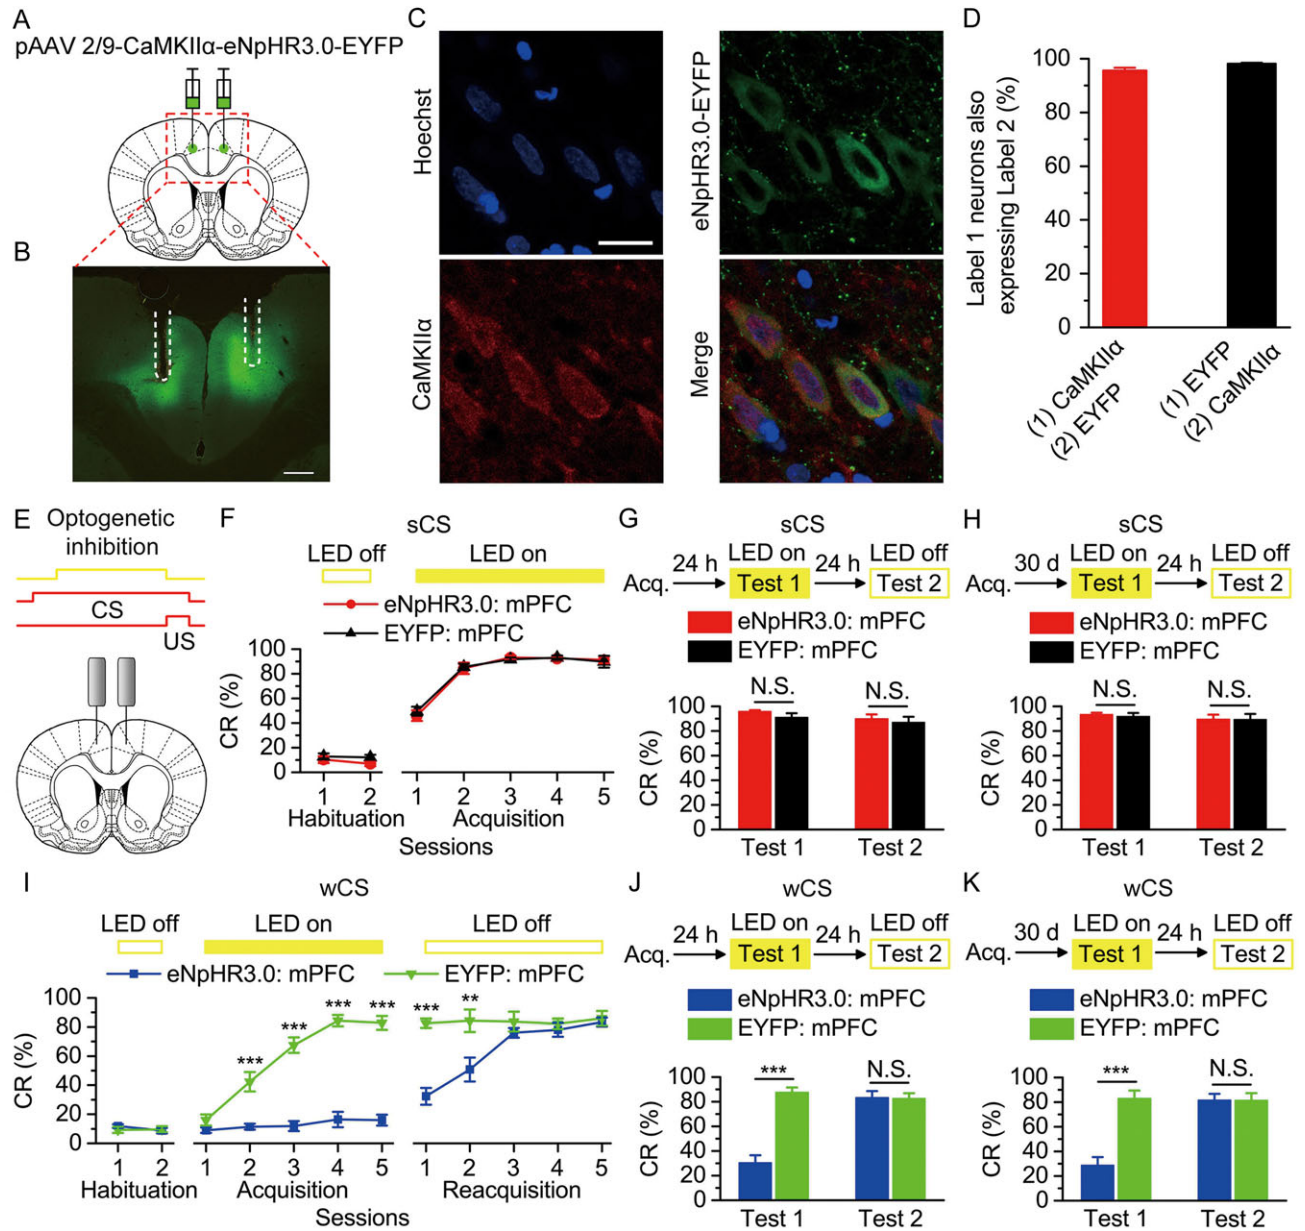 A
pAAV 2/9-CaMKIIα-eNpHR3.0-EYFP
B
C
Hoechst
eNpHR3.0-EYFP
CaMKIIα
Merge
D
Label 1 neurons also
expressing Label 2 (%)
100
80
60
40
20
0
(1) CaMKIIα
(2) EYFP
(1) EYFP
(2) CaMKIIα
E
Optogenetic
inhibition
CS
US
F
sCS
LED off
LED on
eNpHR3.0: mPFC
EYFP: mPFC
CR (%)
100
80
60
40
20
0
1 2 1 2 3 4 5
Habituation Acquisition
Sessions
G
sCS
Acq. 24 h LED on 24 h LED off
Test 1 Test 2
eNpHR3.0: mPFC
EYFP: mPFC
N.S. N.S.
CR (%)
100
80
60
40
20
0
Test 1 Test 2
H
sCS
Acq. 30 d LED on 24 h LED off
Test 1 Test 2
eNpHR3.0: mPFC
EYFP: mPFC
N.S. N.S.
CR (%)
100
80
60
40
20
0
Test 1 Test 2
I
wCS
LED off LED on LED off
eNpHR3.0: mPFC EYFP: mPFC
*** *** *** *** *** **
CR (%)
100
80
60
40
20
0
1 2 1 2 3 4 5 1 2 3 4 5
Habituation Acquisition Reacquisition
Sessions
J
wCS
Acq. 24 h LED on 24 h LED off
Test 1 Test 2
eNpHR3.0: mPFC
EYFP: mPFC
*** N.S.
CR (%)
100
80
60
40
20
0
Test 1 Test 2
K
wCS
Acq. 30 d LED on 24 h LED off
Test 1 Test 2
eNpHR3.0: mPFC
EYFP: mPFC
*** N.S.
CR (%)
100
80
60
40
20
0
Test 1 Test 2